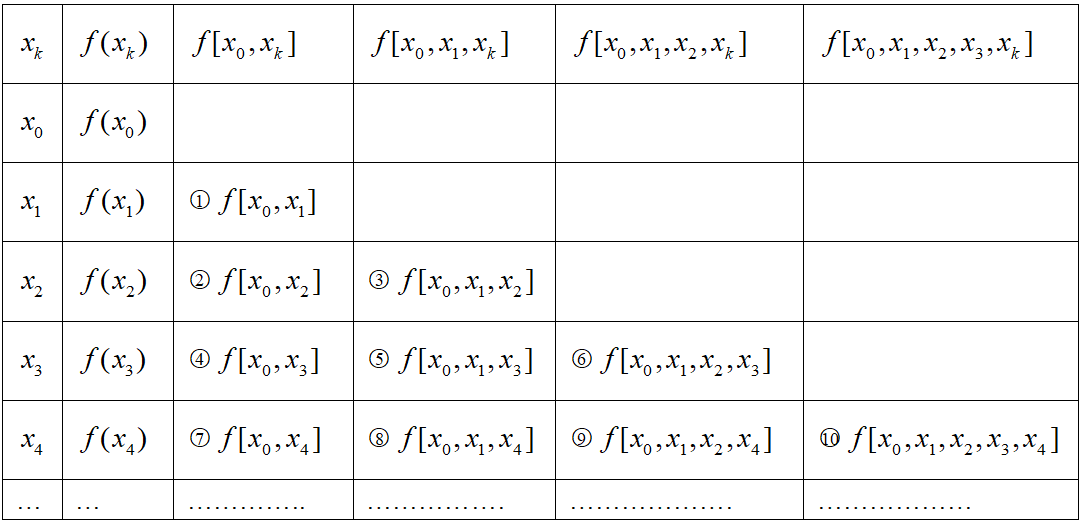 x_k f(x_k) f[x_0,x_k] f[x_0,x_1,x_k] f[x_0,x_1,x_2,x_k] f[x_0,x_1,x_2,x_3,x_k]
x_0 f(x_0)
x_1 f(x_1) ① f[x_0,x_1]
x_2 f(x_2) ② f[x_0,x_2] ③ f[x_0,x_1,x_2]
x_3 f(x_3) ④ f[x_0,x_3] ⑤ f[x_0,x_1,x_3] ⑥ f[x_0,x_1,x_2,x_3]
x_4 f(x_4) ⑦ f[x_0,x_4] ⑧ f[x_0,x_1,x_4] ⑨ f[x_0,x_1,x_2,x_4] ⑩ f[x_0,x_1,x_2,x_3,x_4]
… … ………….. ……………. ………………. ………………